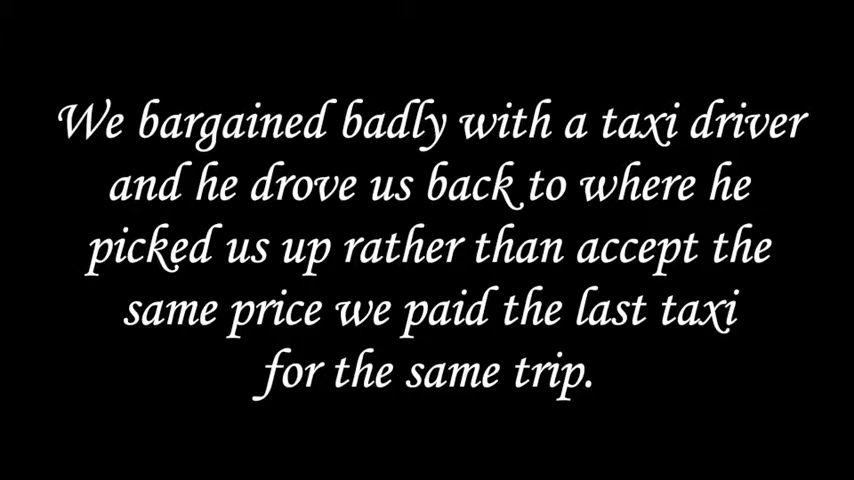 We bargained badly with a taxi driver
and he drove us back to where he
picked us up rather than accept the
same price we paid the last taxi
for the same trip.